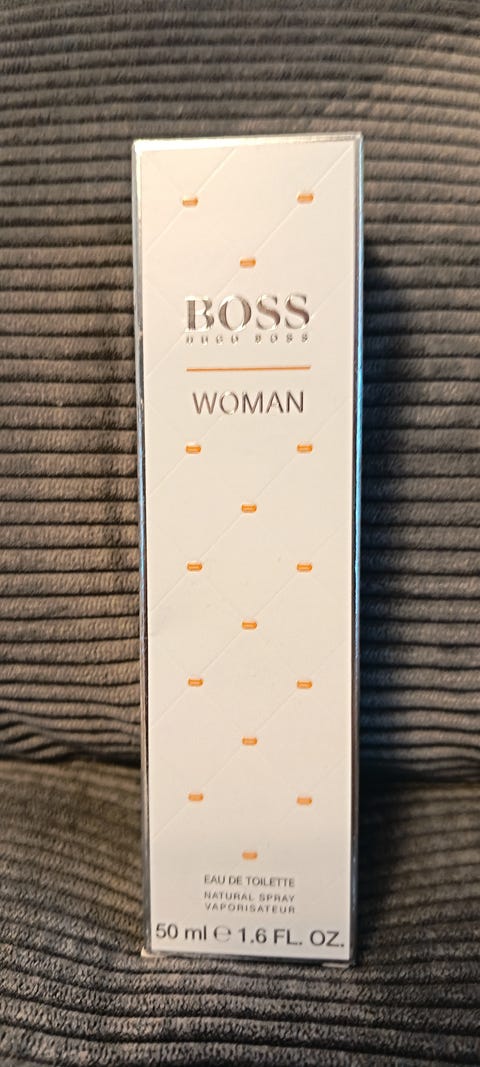 BOSS
HUGO BOSS
WOMAN
EAU DE TOILETTE
NATURAL SPRAY
VAPORISATEUR
50 ml ℮ 1.6 FL. OZ.